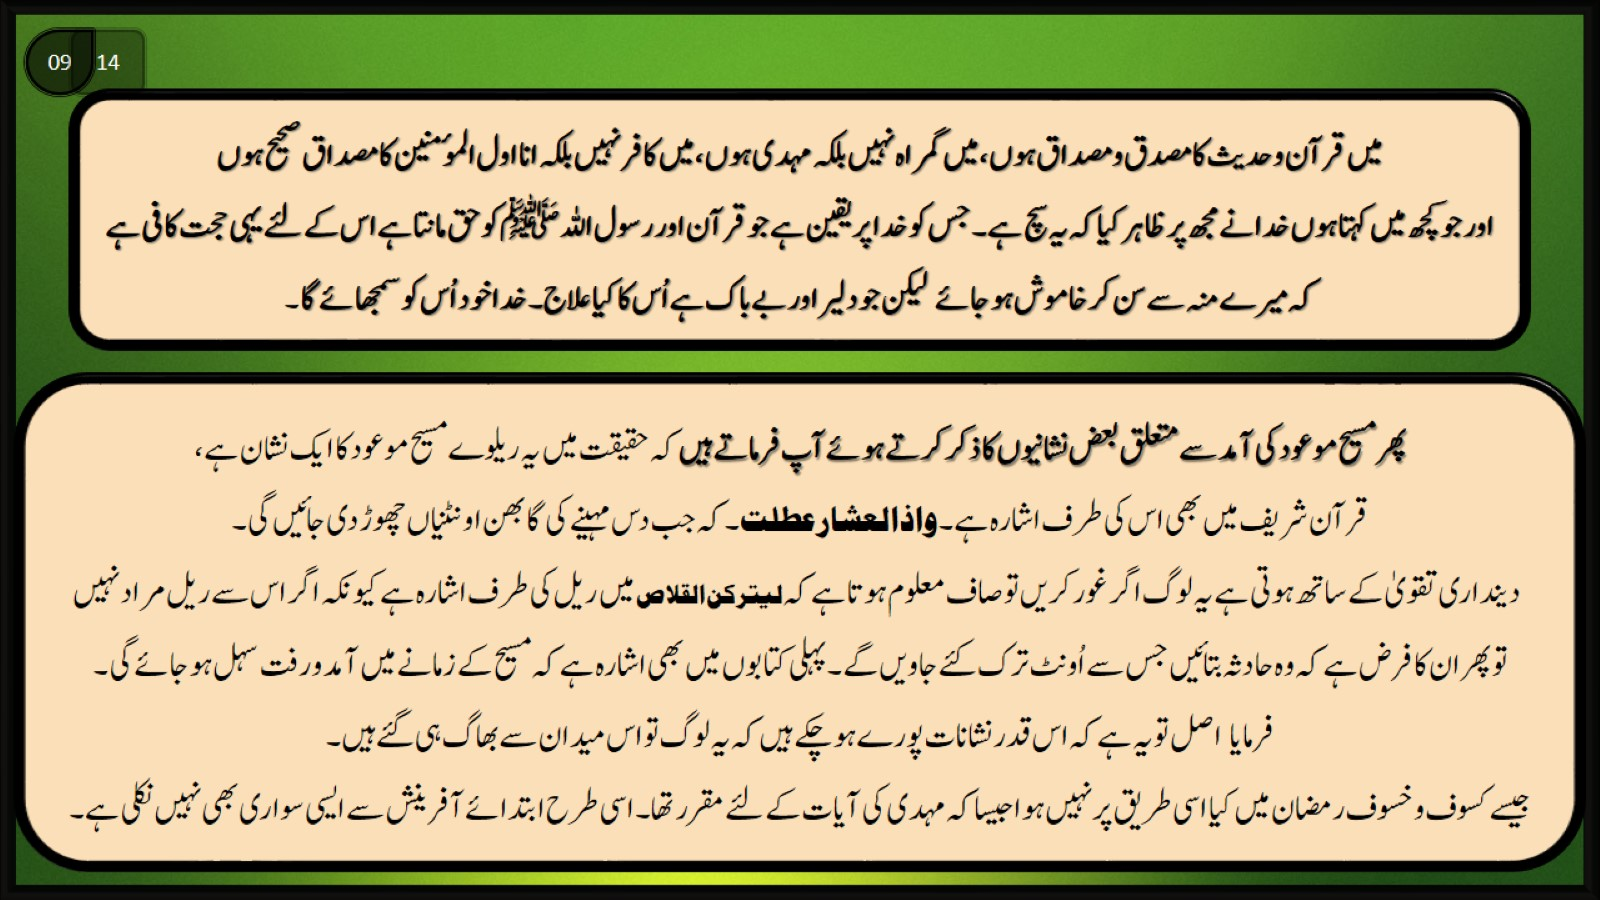 09 14
میں قرآن و حدیث کا مصدق و مصداق ہوں، میں گمراہ نہیں بلکہ مہدی ہوں، میں کافر نہیں بلکہ انا اول الموٴمنین کا مصداق صحیح ہوں
اور جو کچھ میں کہتا ہوں خدا نے مجھ پر ظاہر کیا کہ یہ سچ ہے۔ جس کو خدا پر یقین ہے جو قرآن اور رسول اللہ ﷺ کو حق مانتا ہے اس کے لئے یہی حجت کافی ہے
کہ میرے منہ سے سن کر خاموش ہو جائے لیکن جو دلیر اور بے باک ہے اُس کا کیا علاج۔ خدا خود اُس کو سمجھائے گا۔
پھر مسیح موعود کی آمد سے متعلق بعض نشانیوں کا ذکر کرتے ہوئے آپ فرماتے ہیں کہ حقیقت میں یہ ریلوے مسیح موعود کا ایک نشان ہے،
قرآن شریف میں بھی اس کی طرف اشارہ ہے۔ واذا العشار عطلت۔ کہ جب دس مہینے کی گابھن اونٹنیاں چھوڑ دی جائیں گی۔
دینداری تقویٰ کے ساتھ ہوتی ہے یہ لوگ اگر غور کریں تو صاف معلوم ہوتا ہے کہ لیترکن القلاص میں ریل کی طرف اشارہ ہے کیونکہ اگر اس سے ریل مراد نہیں
تو پھر ان کا فرض ہے کہ وہ حادثہ بتائیں جس سے اُونٹ ترک کئے جاویں گے۔ پہلی کتابوں میں بھی اشارہ ہے کہ مسیح کے زمانے میں آمدورفت سہل ہو جائے گی۔
فرمایا اصل تو یہ ہے کہ اس قدر نشانات پورے ہو چکے ہیں کہ یہ لوگ تو اس میدان سے بھاگ ہی گئے ہیں۔
جیسے کسوف و خسوف رمضان میں کیا اسی طریق پر نہیں ہوا جیسا کہ مہدی کی آیات کے لئے مقرر تھا۔ اسی طرح ابتدائے آفرینش سے ایسی سواری بھی نہیں نکلی ہے۔